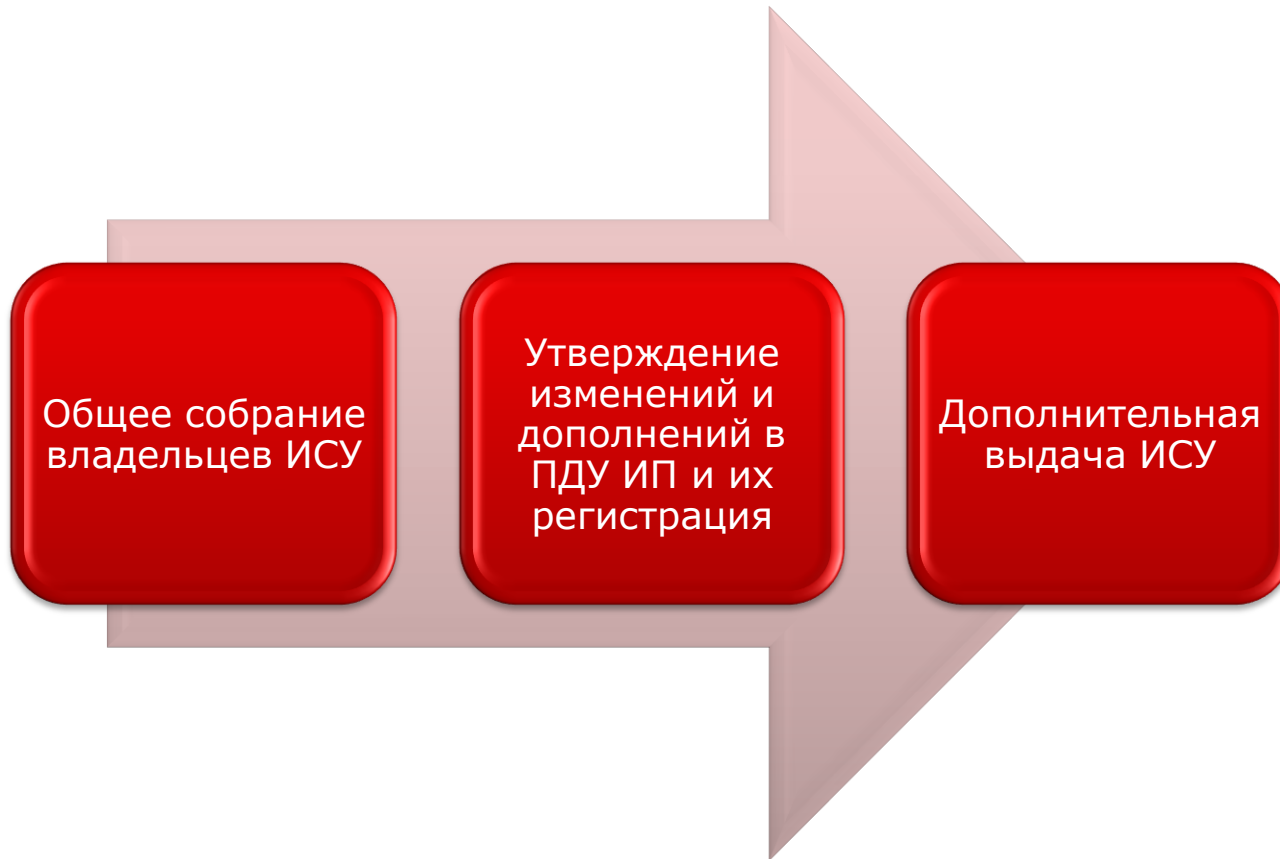 Общее собрание
владельцев ИСУ
Утверждение
изменений и
дополнений в
ПДУ ИП и их
регистрация
Дополнительная
выдача ИСУ